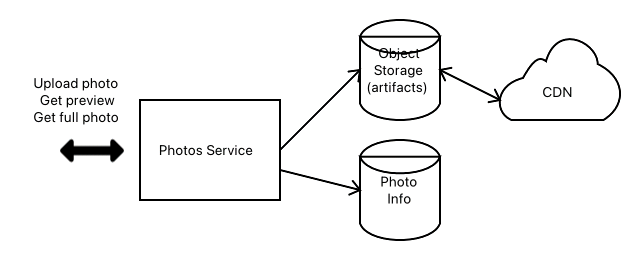 Upload photo
Get preview
Get full photo
Photos Service
Object
Storage
(artifacts)
CDN
Photo
Info